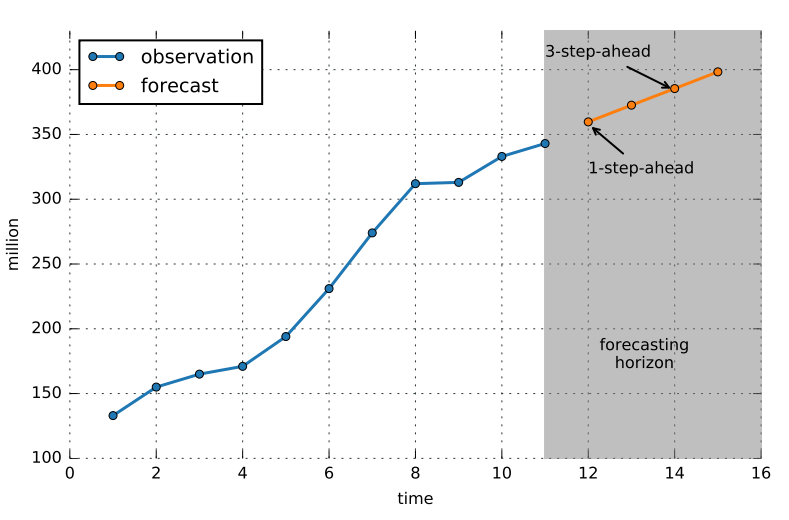 observation
forecast
3-step-ahead
1-step-ahead
forecasting
horizon
400
350
300
250
200
150
100
million
0 2 4 6 8 10 12 14 16
time